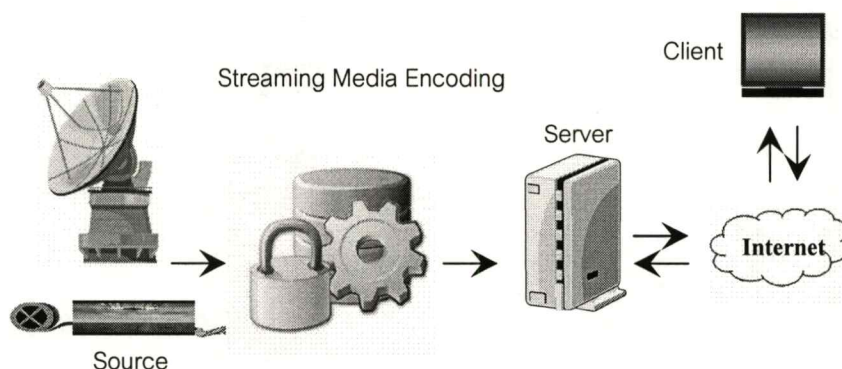 Streaming Media Encoding
Client
Server
Internet
Source